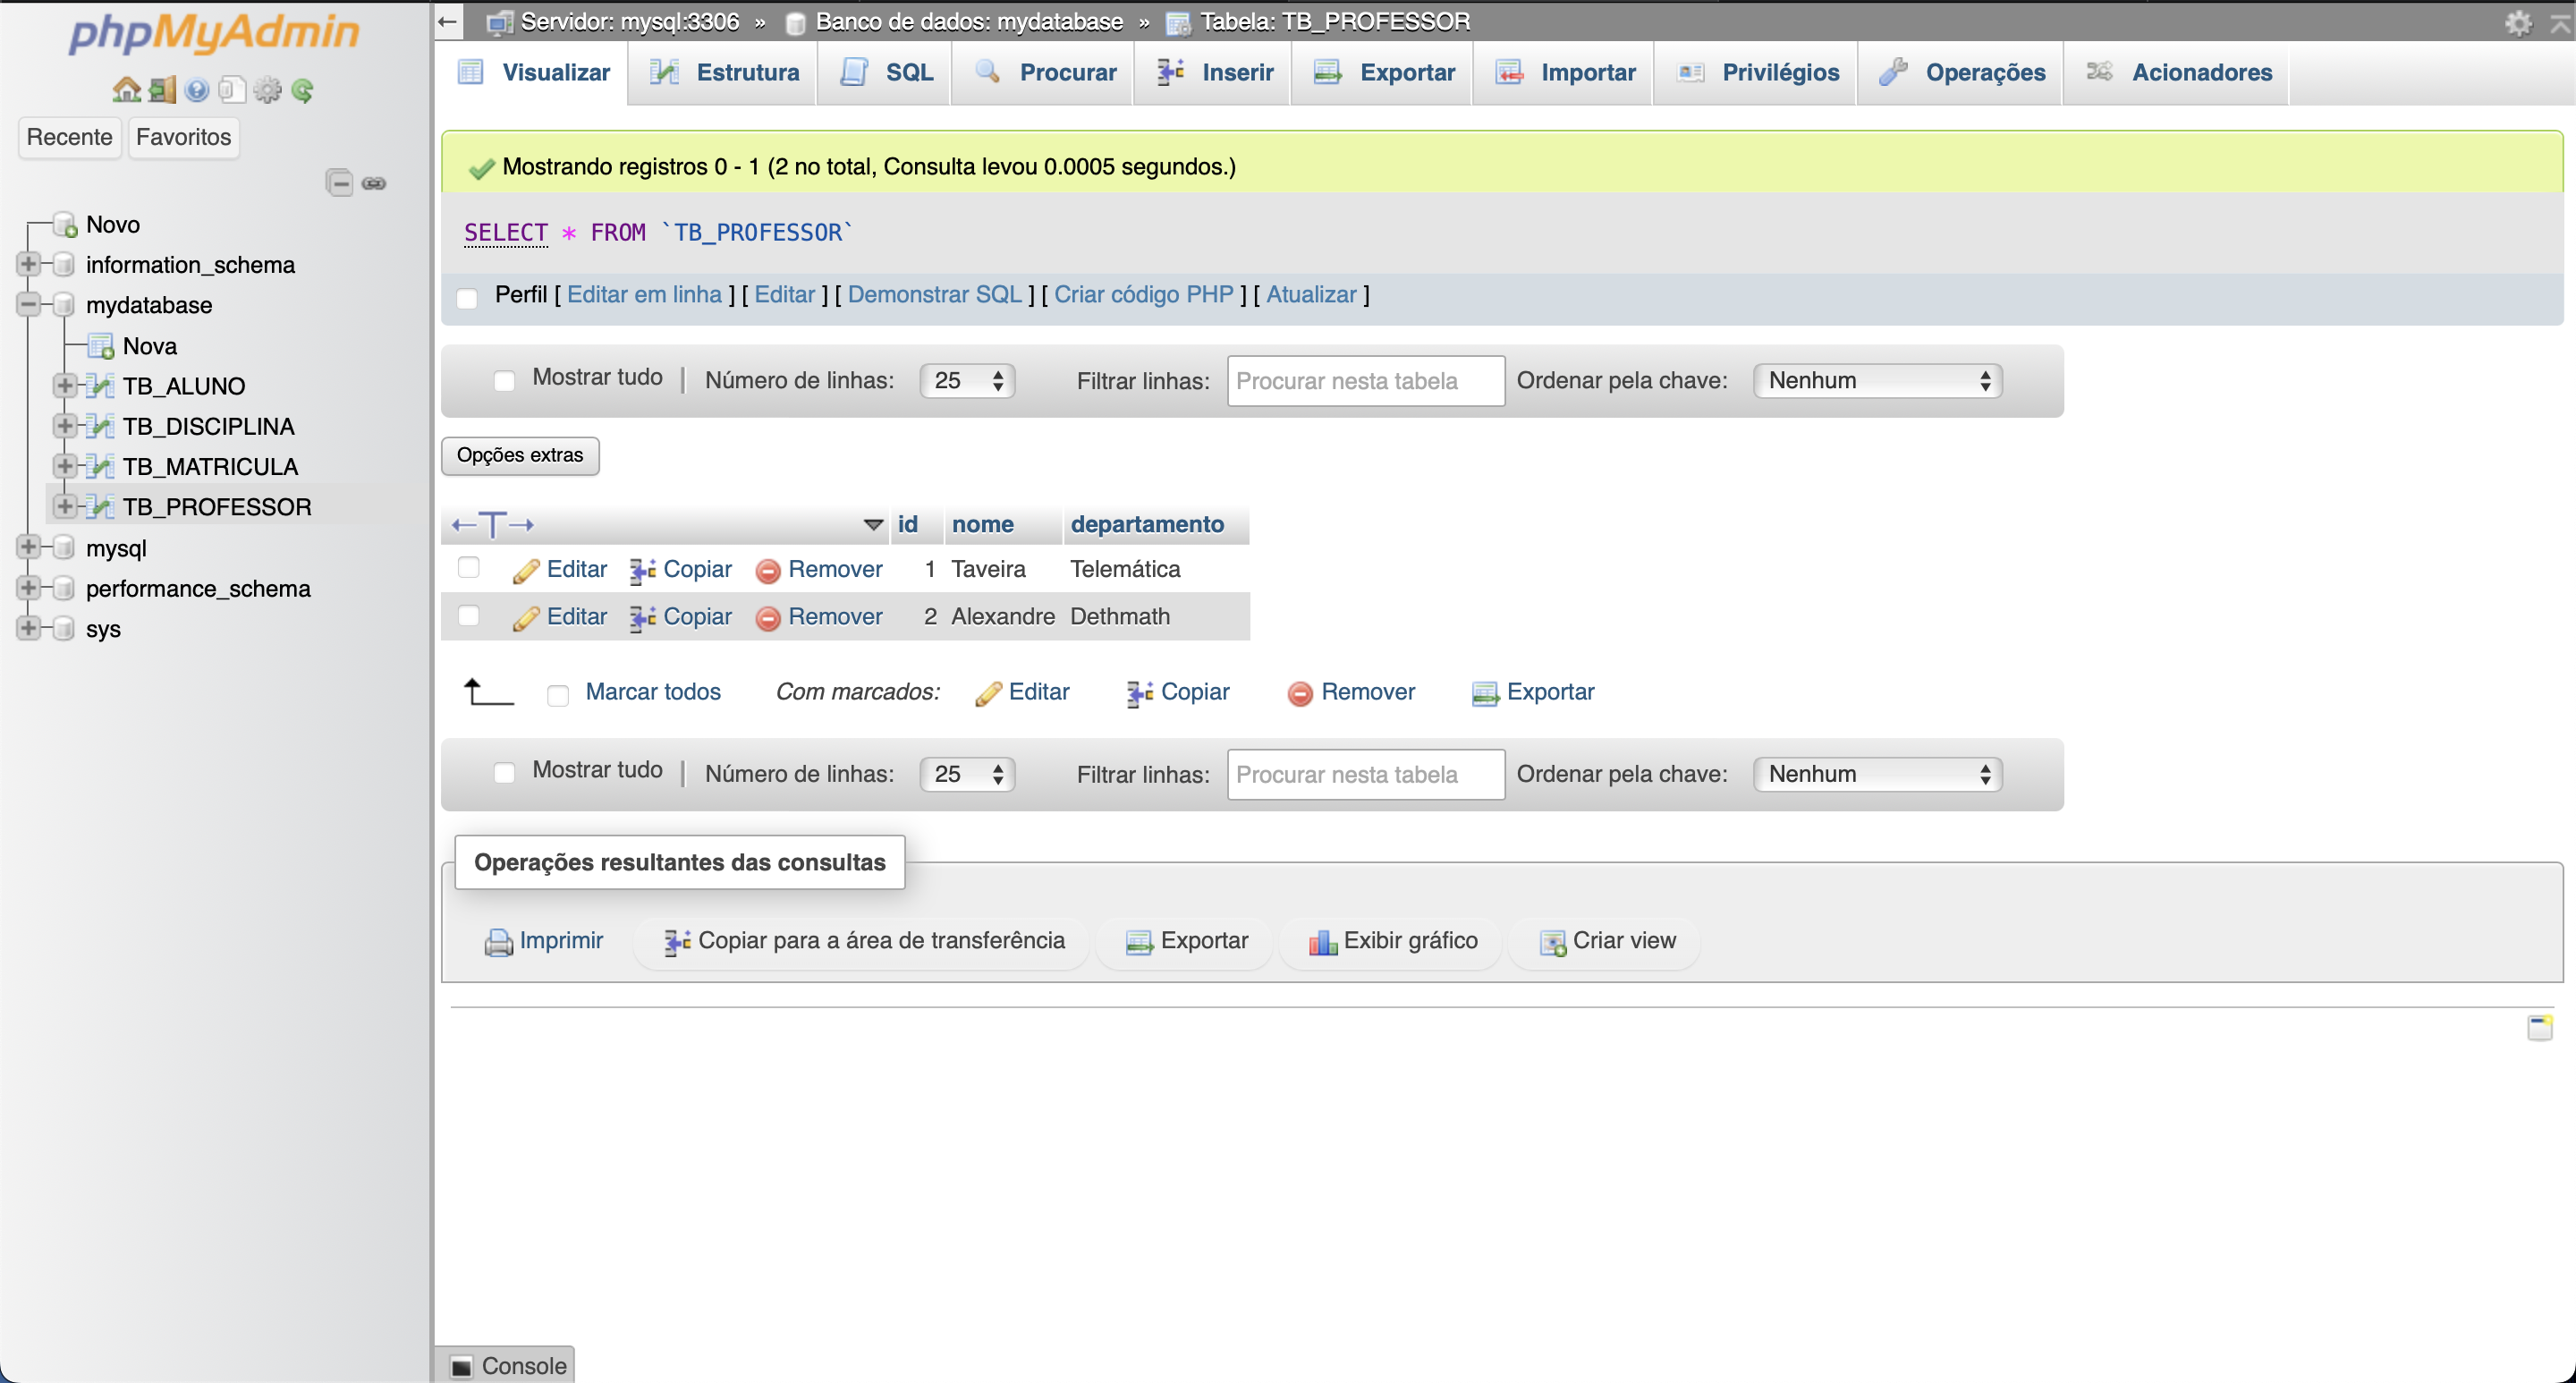 phpMyAdmin
Recente Favoritos
Novo
information_schema
mydatabase
Nova
TB_ALUNO
TB_DISCIPLINA
TB_MATRICULA
TB_PROFESSOR
mysql
performance_schema
sys
Servidor: mysql:3306 » Banco de dados: mydatabase » Tabela: TB_PROFESSOR
Visualizar Estrutura SQL Procurar Inserir Exportar Importar Privilégios Operações Acionadores
Mostrando registros 0 - 1 (2 no total, Consulta levou 0.0005 segundos.)
SELECT * FROM `TB_PROFESSOR`
Perfil [ Editar em linha ] [ Editar ] [ Demonstrar SQL ] [ Criar código PHP ] [ Atualizar ]
Mostrar tudo | Número de linhas: 25 Filtrar linhas: Procurar nesta tabela Ordenar pela chave: Nenhum
Opções extras
←T→ id nome departamento
Editar Copiar Remover 1 Taveira Telemática
Editar Copiar Remover 2 Alexandre Dethmath
Marcar todos Com marcados: Editar Copiar Remover Exportar
Mostrar tudo | Número de linhas: 25 Filtrar linhas: Procurar nesta tabela Ordenar pela chave: Nenhum
Operações resultantes das consultas
Imprimir Copiar para a área de transferência Exportar Exibir gráfico Criar view
Console